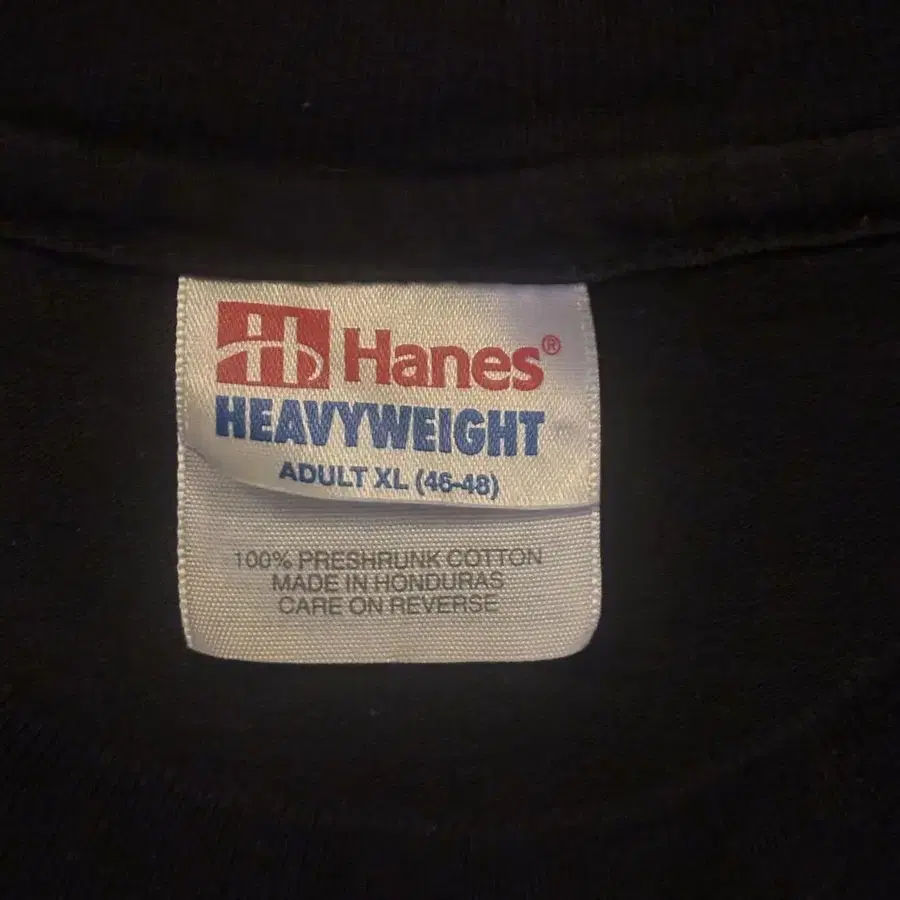 Hanes®
HEAVYWEIGHT
ADULT XL (46-48)
100% PRESHRUNK COTTON
MADE IN HONDURAS
CARE ON REVERSE